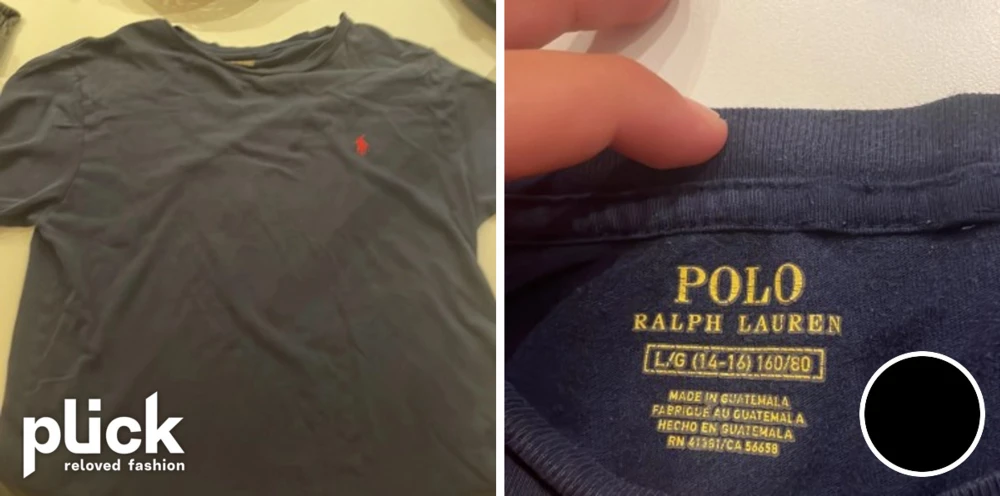 plick
reloved fashion
POLO
RALPH LAUREN
L/G (14-16) 160/80
MADE IN GUATEMALA
FABRIQUÉ AU GUATEMALA
HECHO EN GUATEMALA
RN 41381/CA 56658